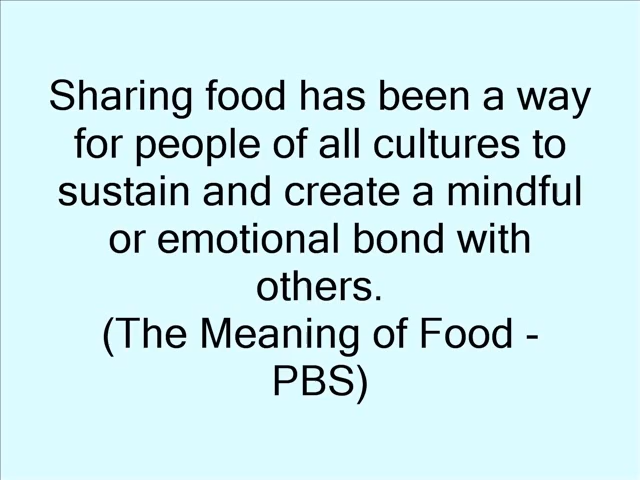 Sharing food has been a way
for people of all cultures to
sustain and create a mindful
or emotional bond with
others.
(The Meaning of Food -
PBS)